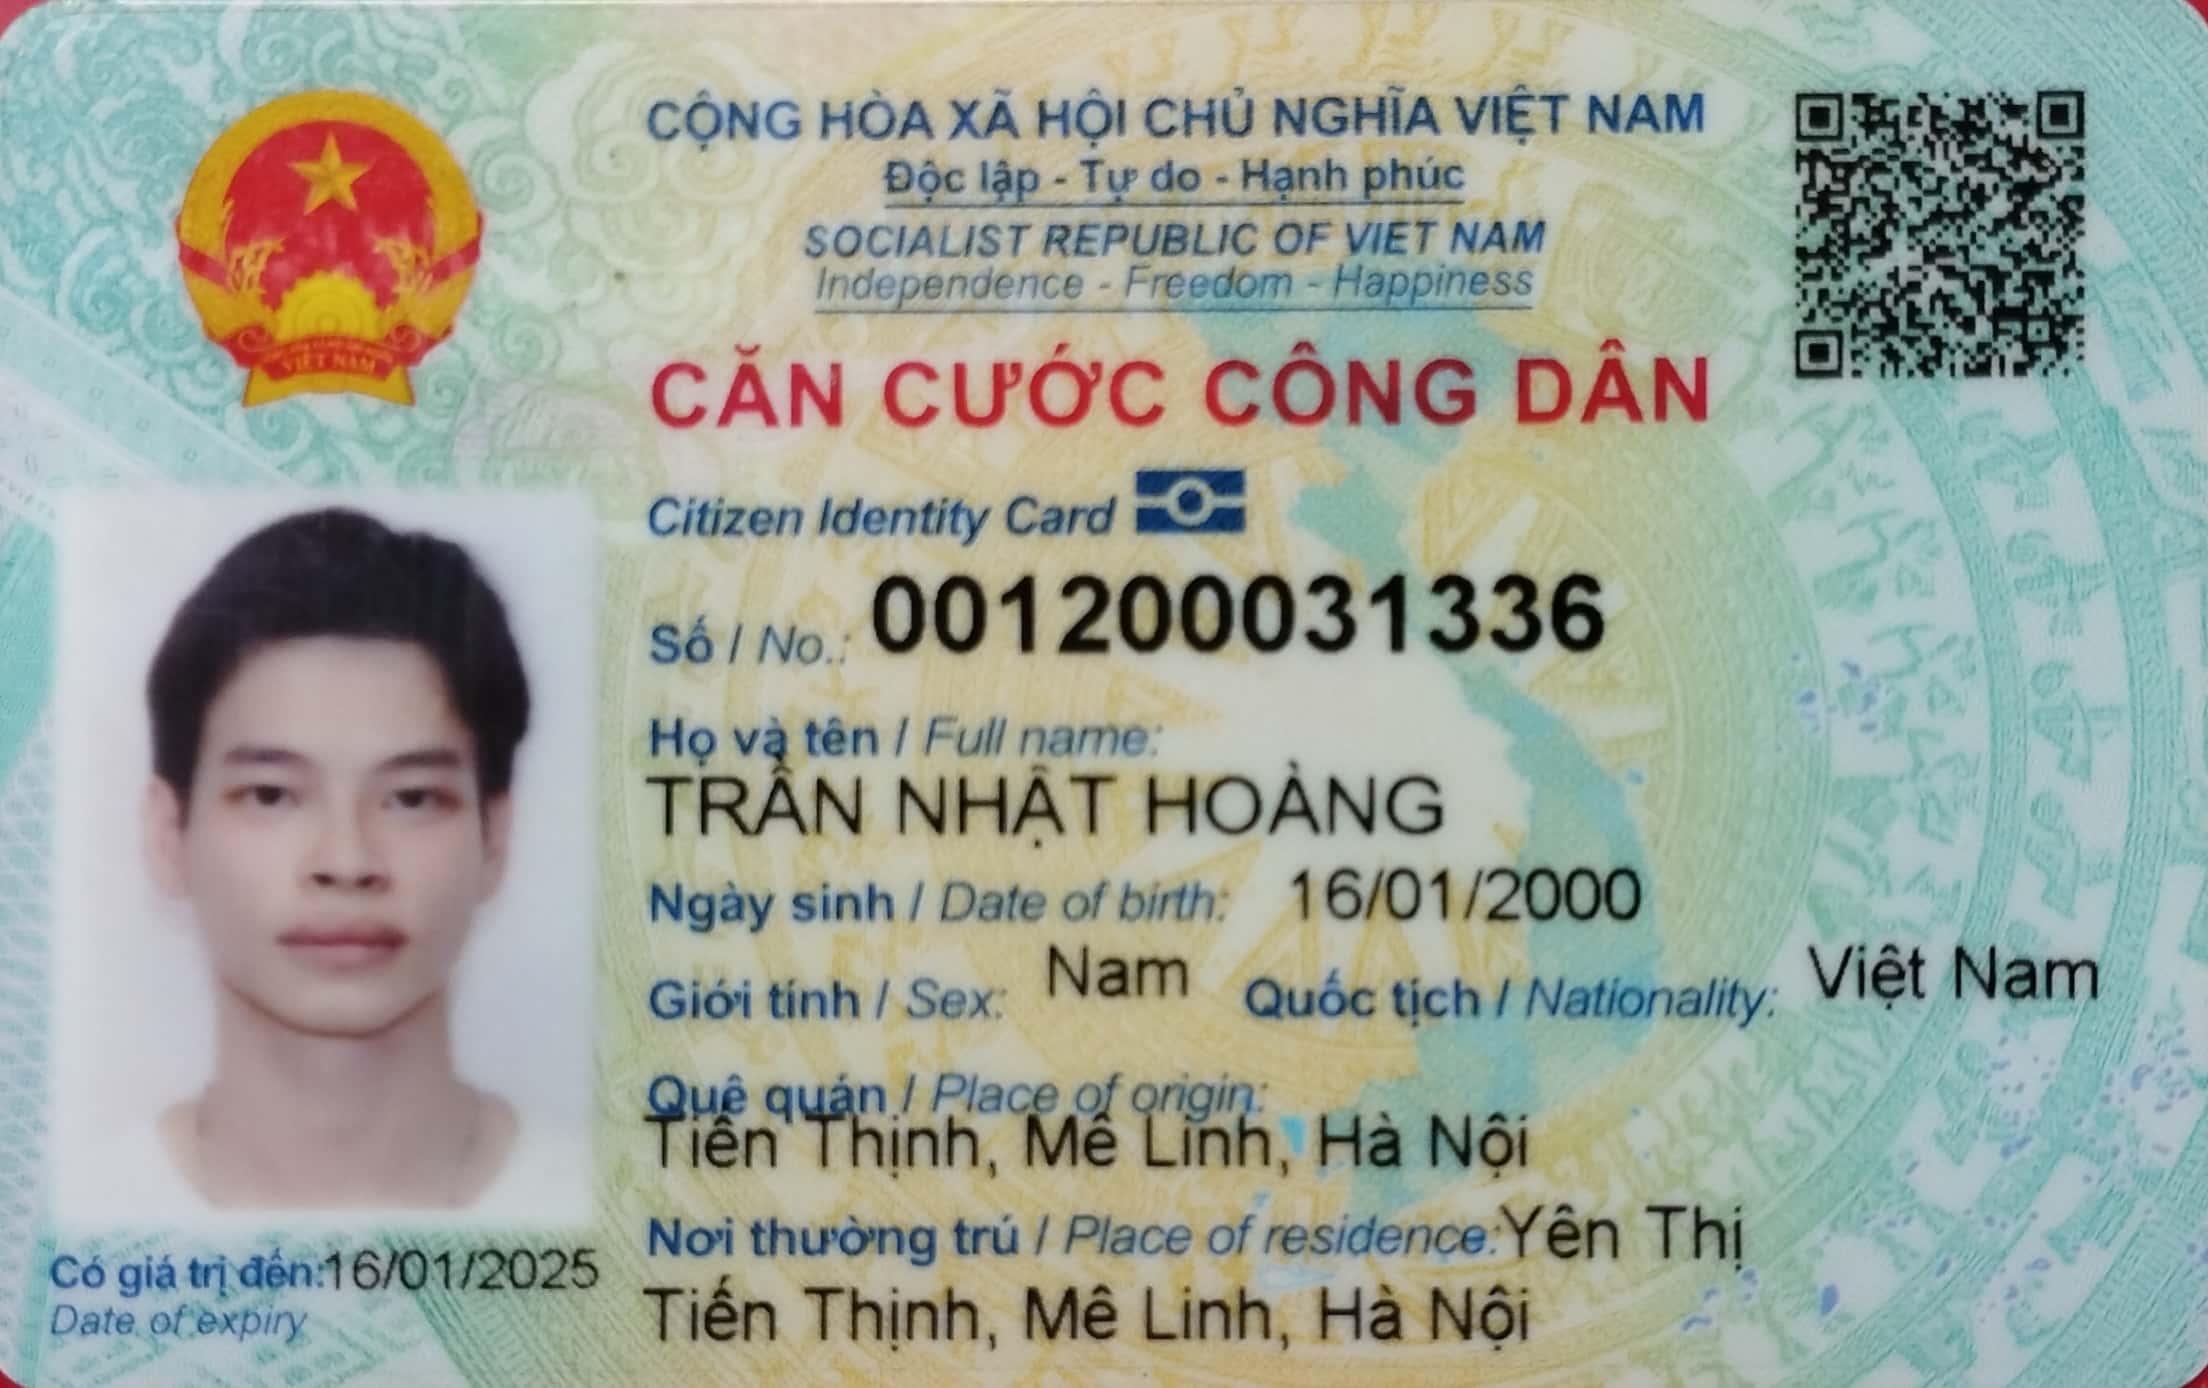 CỘNG HÒA XÃ HỘI CHỦ NGHĨA VIỆT NAM
Độc lập - Tự do - Hạnh phúc
SOCIALIST REPUBLIC OF VIET NAM
Independence - Freedom - Happiness
VIỆT NAM
CĂN CƯỚC CÔNG DÂN
Citizen Identity Card
Số / No.: 001200031336
Họ và tên / Full name:
TRẦN NHẬT HOÀNG
Ngày sinh / Date of birth: 16/01/2000
Giới tính / Sex: Nam Quốc tịch / Nationality: Việt Nam
Quê quán / Place of origin:
Tiến Thịnh, Mê Linh, Hà Nội
Nơi thường trú / Place of residence: Yên Thị
Tiến Thịnh, Mê Linh, Hà Nội
Có giá trị đến: 16/01/2025
Date of expiry